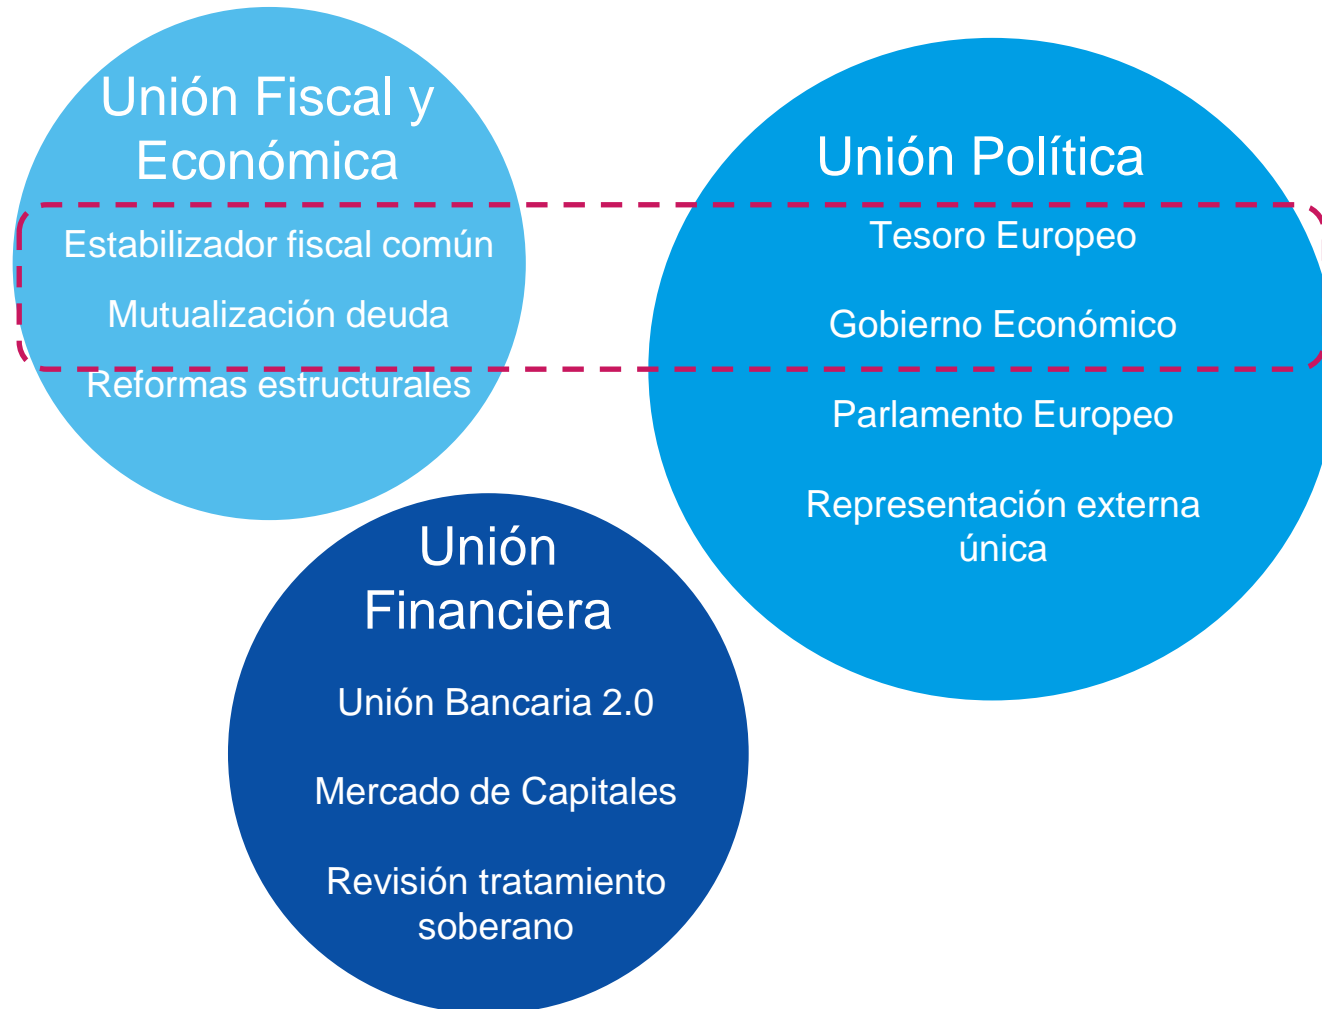 Unión Fiscal y
Económica
Estabilizador fiscal común
Mutualización deuda
Reformas estructurales
Unión Política
Tesoro Europeo
Gobierno Económico
Parlamento Europeo
Representación externa
única
Unión
Financiera
Unión Bancaria 2.0
Mercado de Capitales
Revisión tratamiento
soberano